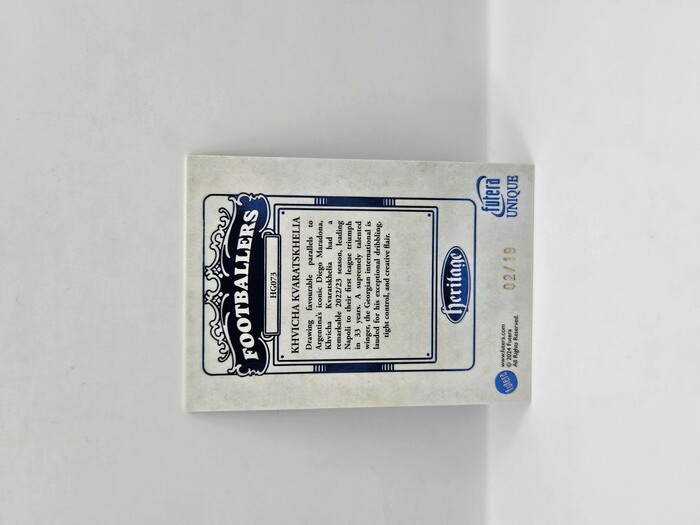 FOOTBALLERS
HG073
KHVICHA KVARATSKHELIA
Drawing favourable parallels to
Argentina's iconic Diego Maradona,
Khvicha Kvaratskhelia had a
remarkable 2022/23 season, leading
Napoli to their first league triumph
in 33 years. A supremely talented
winger, the Georgian international is
lauded for his exceptional dribbling,
tight control, and creative flair.
heritage
futera
www.futera.com
© 2024 Futera
All Rights Reserved.
02/19
futera
UNIQUE